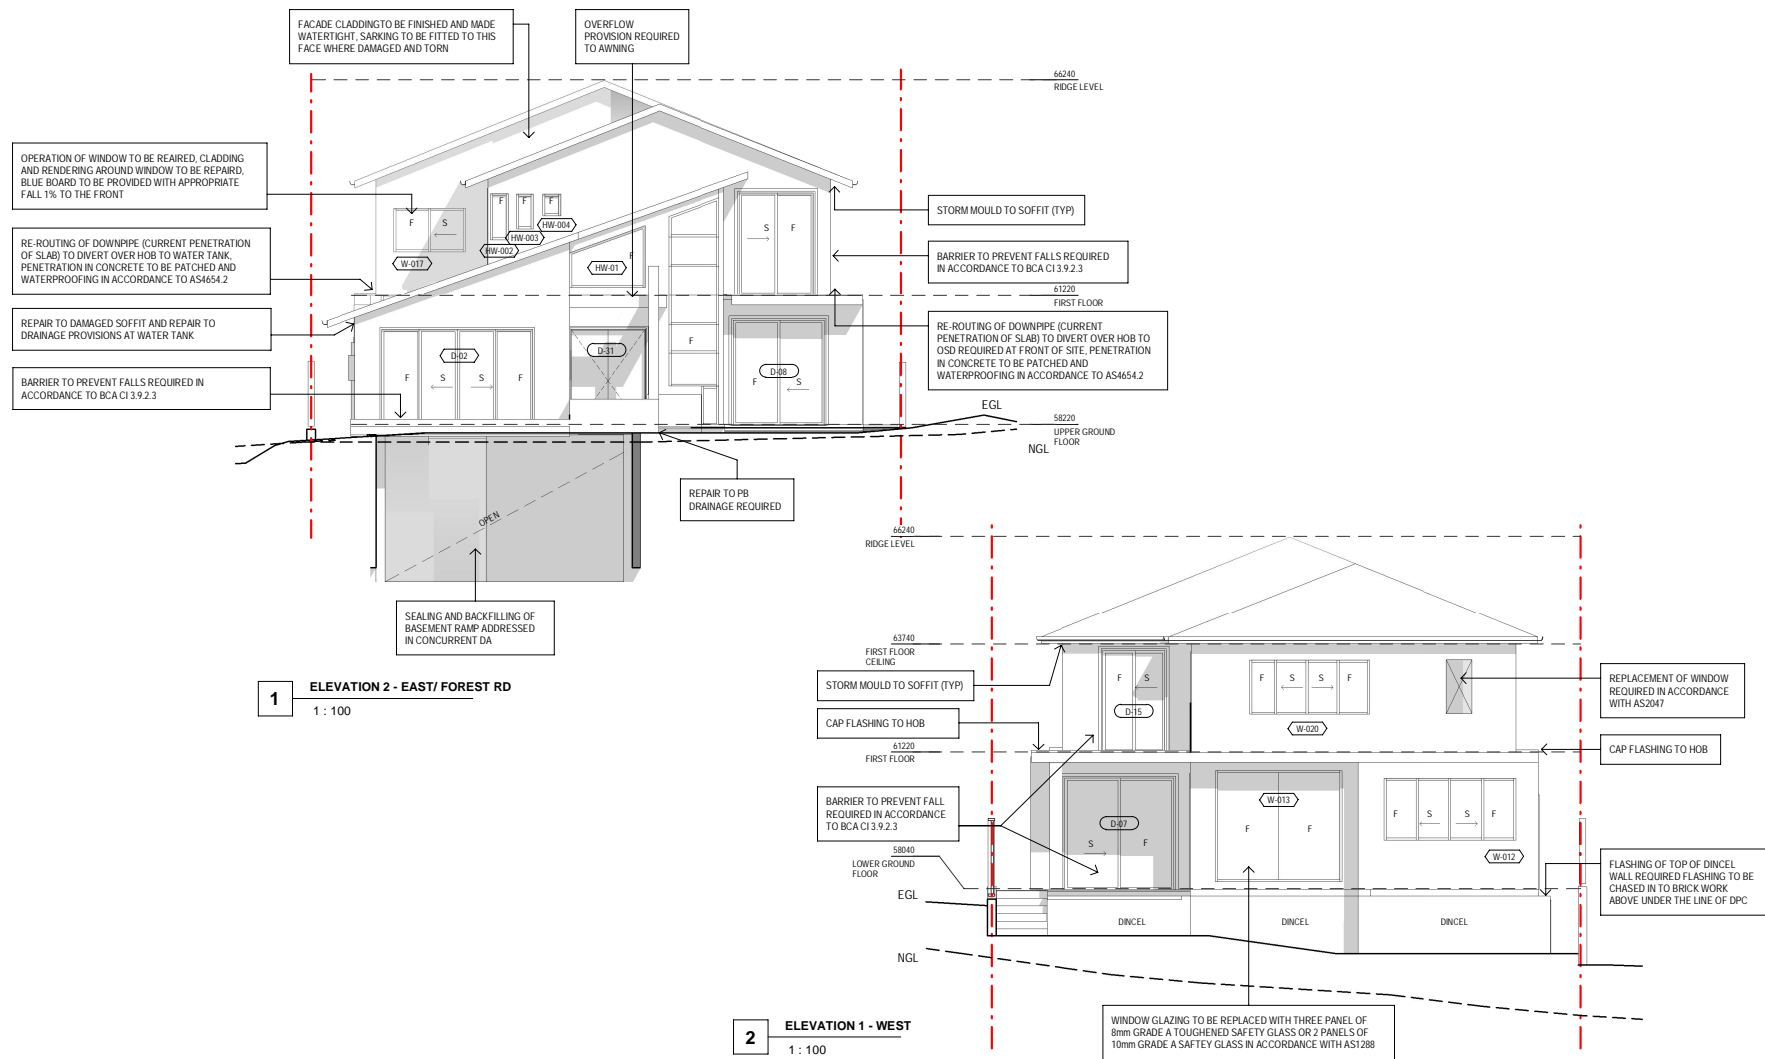 FACADE CLADDINGTO BE FINISHED AND MADE
WATERTIGHT, SARKING TO BE FITTED TO THIS
FACE WHERE DAMAGED AND TORN
OVERFLOW
PROVISION REQUIRED
TO AWNING
66240
RIDGE LEVEL
OPERATION OF WINDOW TO BE REAIRED, CLADDING
AND RENDERING AROUND WINDOW TO BE REPAIRD,
BLUE BOARD TO BE PROVIDED WITH APPROPRIATE
FALL 1% TO THE FRONT
RE-ROUTING OF DOWNPIPE (CURRENT PENETRATION
OF SLAB) TO DIVERT OVER HOB TO WATER TANK,
PENETRATION IN CONCRETE TO BE PATCHED AND
WATERPROOFING IN ACCORDANCE TO AS4654.2
REPAIR TO DAMAGED SOFFIT AND REPAIR TO
DRAINAGE PROVISIONS AT WATER TANK
BARRIER TO PREVENT FALLS REQUIRED IN
ACCORDANCE TO BCA CI 3.9.2.3
F S
W-017
F F F
HW-002
HW-003
HW-004
HW-01
F
S F
D-02
F S S F
D-31
F
D-08
F S
OPEN
STORM MOULD TO SOFFIT (TYP)
BARRIER TO PREVENT FALLS REQUIRED
IN ACCORDANCE TO BCA CI 3.9.2.3
61220
FIRST FLOOR
RE-ROUTING OF DOWNPIPE (CURRENT
PENETRATION OF SLAB) TO DIVERT OVER HOB TO
OSD REQUIRED AT FRONT OF SITE, PENETRATION
IN CONCRETE TO BE PATCHED AND
WATERPROOFING IN ACCORDANCE TO AS4654.2
EGL
58220
UPPER GROUND
FLOOR
NGL
REPAIR TO PB
DRAINAGE REQUIRED
SEALING AND BACKFILLING OF
BASEMENT RAMP ADDRESSED
IN CONCURRENT DA
1
ELEVATION 2 - EAST/ FOREST RD
1 : 100
66240
RIDGE LEVEL
63740
FIRST FLOOR
CEILING
STORM MOULD TO SOFFIT (TYP)
CAP FLASHING TO HOB
61220
FIRST FLOOR
BARRIER TO PREVENT FALL
REQUIRED IN ACCORDANCE
TO BCA CI 3.9.2.3
58040
LOWER GROUND
FLOOR
EGL
NGL
F S
D-15
F S S F
W-020
REPLACEMENT OF WINDOW
REQUIRED IN ACCORDANCE
WITH AS2047
CAP FLASHING TO HOB
D-07
S F
W-013
F F
F S S F
W-012
FLASHING OF TOP OF DINCEL
WALL REQUIRED FLASHING TO BE
CHASED IN TO BRICK WORK
ABOVE UNDER THE LINE OF DPC
DINCEL DINCEL DINCEL
WINDOW GLAZING TO BE REPLACED WITH THREE PANEL OF
8mm GRADE A TOUGHENED SAFETY GLASS OR 2 PANELS OF
10mm GRADE A SAFTEY GLASS IN ACCORDANCE WITH AS1288
2
ELEVATION 1 - WEST
1 : 100